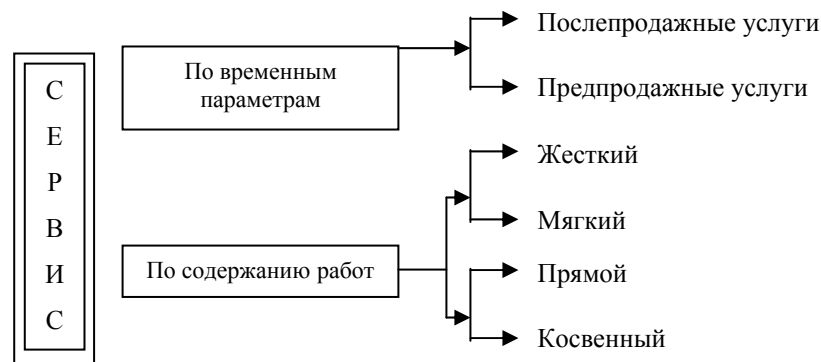 С
Е
Р
В
И
С
По временным
параметрам
Послепродажные услуги
Предпродажные услуги
По содержанию работ
Жесткий
Мягкий
Прямой
Косвенный